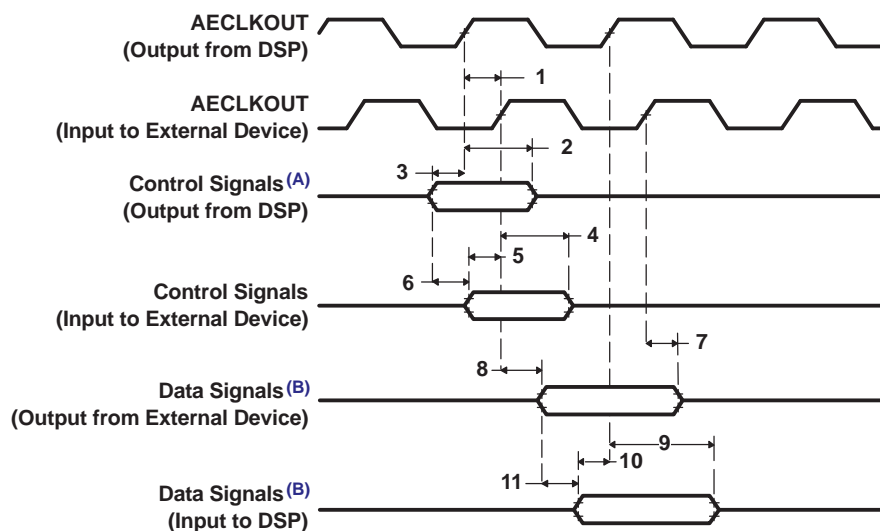 AECLKOUT
(Output from DSP)
1
AECLKOUT
(Input to External Device)
2
3
Control Signals (A)
(Output from DSP)
4
5
6
Control Signals
(Input to External Device)
7
8
Data Signals (B)
(Output from External Device)
9
10
11
Data Signals (B)
(Input to DSP)